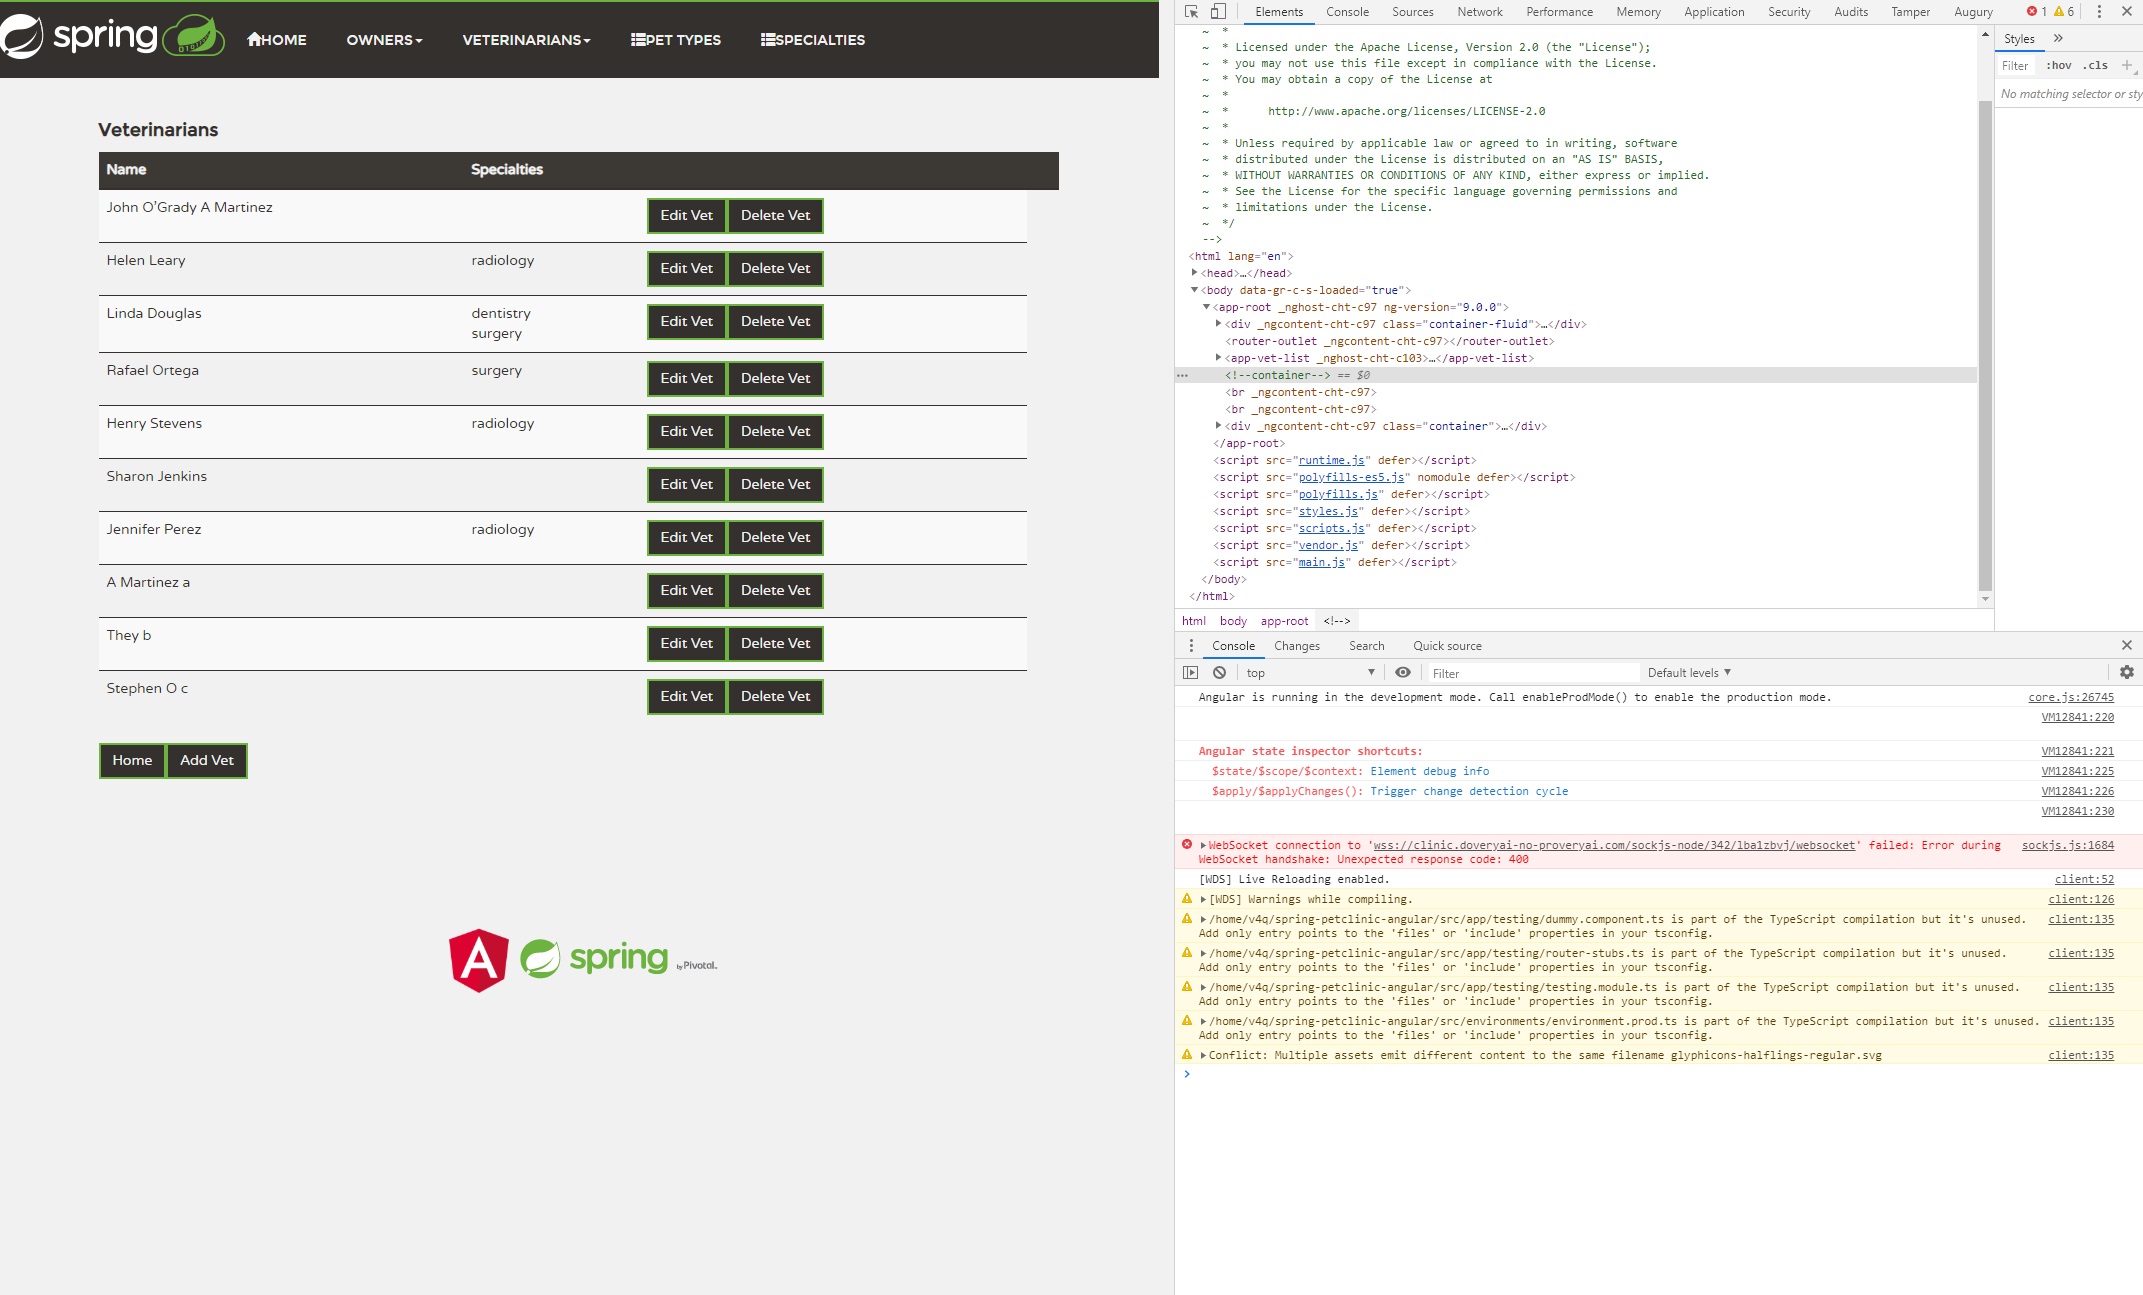 spring
HOME OWNERS VETERINARIANS PET TYPES SPECIALTIES
Veterinarians
Name Specialties
John O'Grady A Martinez Edit Vet Delete Vet
Helen Leary radiology Edit Vet Delete Vet
Linda Douglas dentistry Edit Vet Delete Vet
surgery
Rafael Ortega surgery Edit Vet Delete Vet
Henry Stevens radiology Edit Vet Delete Vet
Sharon Jenkins Edit Vet Delete Vet
Jennifer Perez radiology Edit Vet Delete Vet
A Martinez a Edit Vet Delete Vet
They b Edit Vet Delete Vet
Stephen O c Edit Vet Delete Vet
Home Add Vet
A spring by Pivotal.
Elements Console Sources Network Performance Memory Application Security Audits Tamper Augury 1 6
~ *
~ * Licensed under the Apache License, Version 2.0 (the "License");
~ * you may not use this file except in compliance with the License.
~ * You may obtain a copy of the License at
~ *
~ * http://www.apache.org/licenses/LICENSE-2.0
~ *
~ * Unless required by applicable law or agreed to in writing, software
~ * distributed under the License is distributed on an "AS IS" BASIS,
~ * WITHOUT WARRANTIES OR CONDITIONS OF ANY KIND, either express or implied.
~ * See the License for the specific language governing permissions and
~ * limitations under the License.
~ */
-->
<html lang="en">
<head>…</head>
<body data-gr-c-s-loaded="true">
<app-root _nghost-cht-c97 ng-version="9.0.0">
<div _ngcontent-cht-c97 class="container-fluid">…</div>
<router-outlet _ngcontent-cht-c97></router-outlet>
<app-vet-list _nghost-cht-c103>…</app-vet-list>
<!--container--> == $0
<br _ngcontent-cht-c97>
<br _ngcontent-cht-c97>
<div _ngcontent-cht-c97 class="container">…</div>
</app-root>
<script src="runtime.js" defer></script>
<script src="polyfills-es5.js" nomodule defer></script>
<script src="polyfills.js" defer></script>
<script src="styles.js" defer></script>
<script src="scripts.js" defer></script>
<script src="vendor.js" defer></script>
<script src="main.js" defer></script>
</body>
</html>
html body app-root <!-->
Styles »
Filter :hov .cls +
No matching selector or sty
Console Changes Search Quick source
top Filter Default levels
Angular is running in the development mode. Call enableProdMode() to enable the production mode. core.js:26745
VM12841:220
Angular state inspector shortcuts: VM12841:221
$state/$scope/$context: Element debug info VM12841:225
$apply/$applyChanges(): Trigger change detection cycle VM12841:226
VM12841:230
WebSocket connection to 'wss://clinic.doveryai-no-proveryai.com/sockjs-node/342/lba1zbvj/websocket' failed: Error during sockjs.js:1684
WebSocket handshake: Unexpected response code: 400
[WDS] Live Reloading enabled. client:52
[WDS] Warnings while compiling. client:126
/home/v4q/spring-petclinic-angular/src/app/testing/dummy.component.ts is part of the TypeScript compilation but it's unused. client:135
Add only entry points to the 'files' or 'include' properties in your tsconfig.
/home/v4q/spring-petclinic-angular/src/app/testing/router-stubs.ts is part of the TypeScript compilation but it's unused. client:135
Add only entry points to the 'files' or 'include' properties in your tsconfig.
/home/v4q/spring-petclinic-angular/src/app/testing/testing.module.ts is part of the TypeScript compilation but it's unused. client:135
Add only entry points to the 'files' or 'include' properties in your tsconfig.
/home/v4q/spring-petclinic-angular/src/environments/environment.prod.ts is part of the TypeScript compilation but it's unused. client:135
Add only entry points to the 'files' or 'include' properties in your tsconfig.
Conflict: Multiple assets emit different content to the same filename glyphicons-halflings-regular.svg client:135